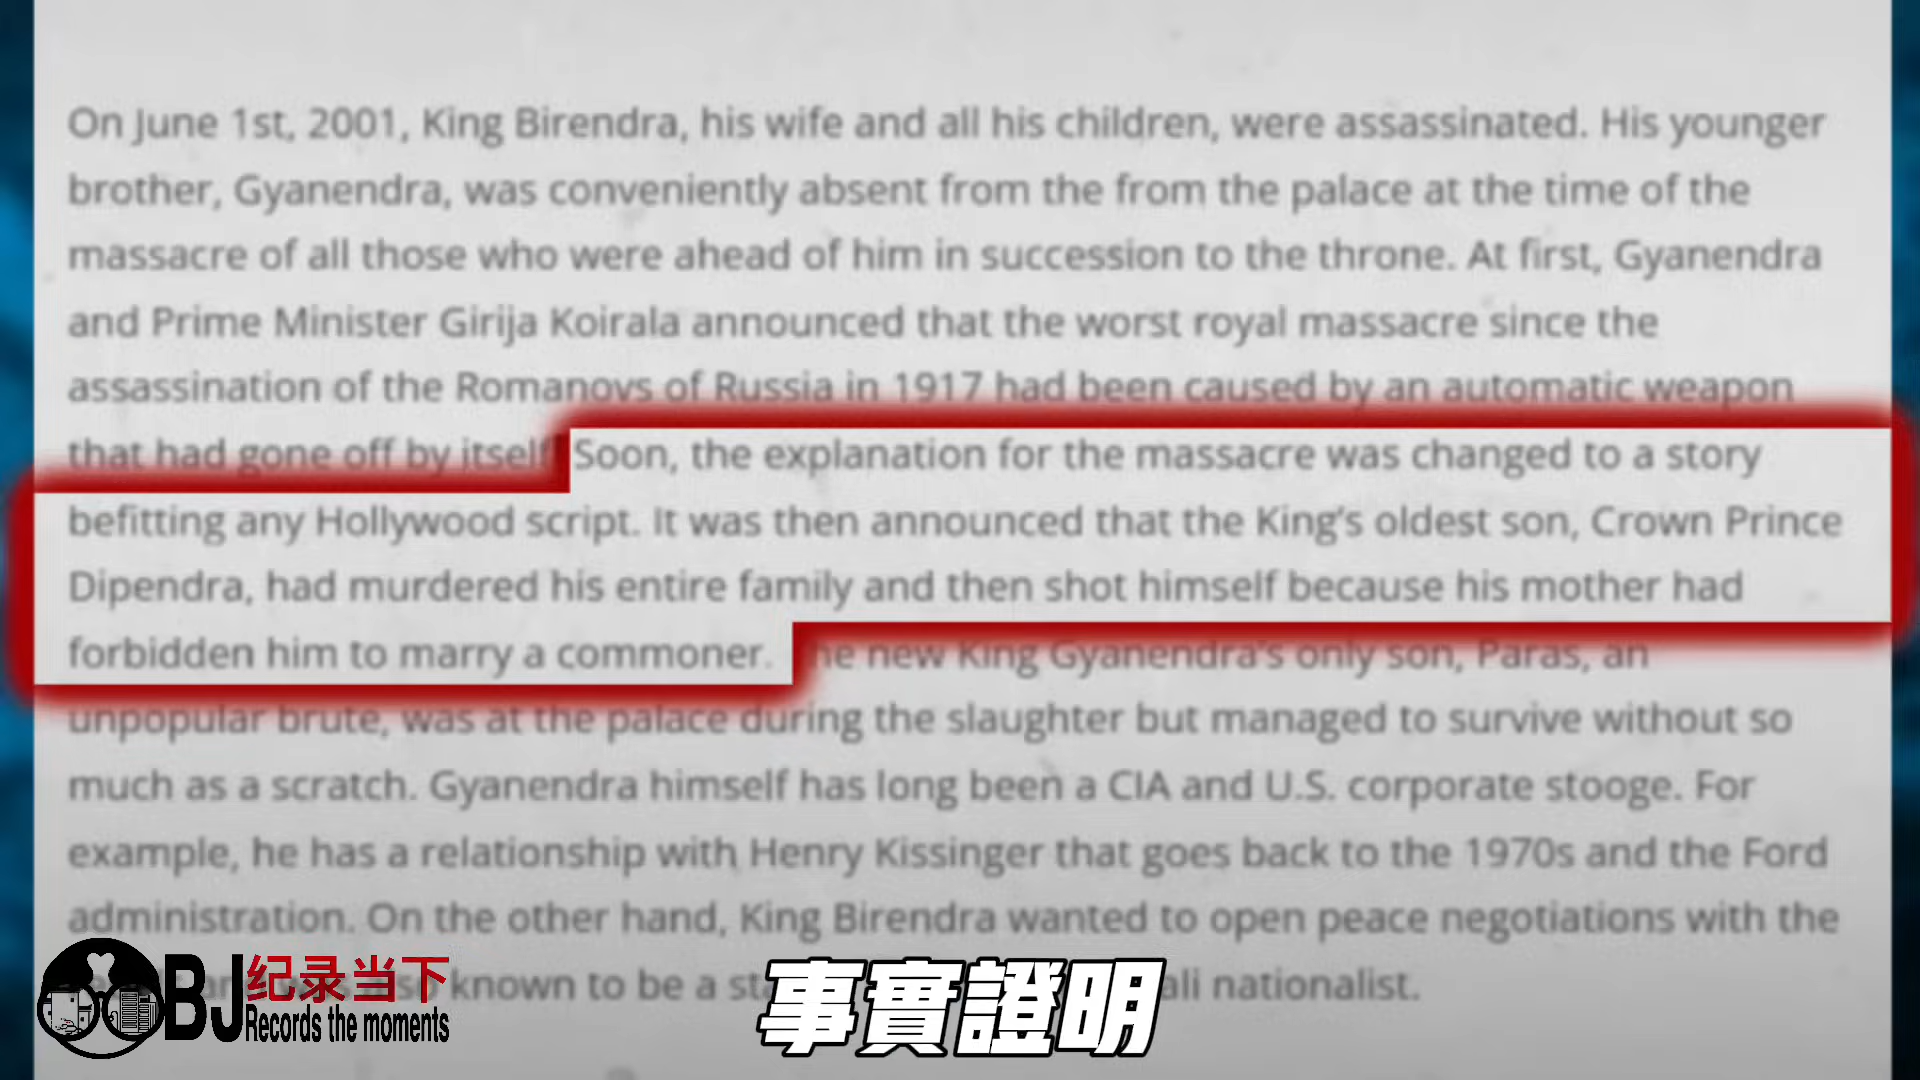 On June 1st, 2001, King Birendra, his wife and all his children, were assassinated. His younger
brother, Gyanendra, was conveniently absent from the from the palace at the time of the
massacre of all those who were ahead of him in succession to the throne. At first, Gyanendra
and Prime Minister Girija Koirala announced that the worst royal massacre since the
assassination of the Romanovs of Russia in 1917 had been caused by an automatic weapon
that had gone off by itself Soon, the explanation for the massacre was changed to a story
befitting any Hollywood script. It was then announced that the King's oldest son, Crown Prince
Dipendra, had murdered his entire family and then shot himself because his mother had
forbidden him to marry a commoner. he new King Gyanendra's only son, Paras, an
unpopular brute, was at the palace during the slaughter but managed to survive without so
much as a scratch. Gyanendra himself has long been a CIA and U.S. corporate stooge. For
example, he has a relationship with Henry Kissinger that goes back to the 1970s and the Ford
administration. On the other hand, King Birendra wanted to open peace negotiations with the
known to be a nationalist.
BJ纪录当下
Records the moments
事實證明